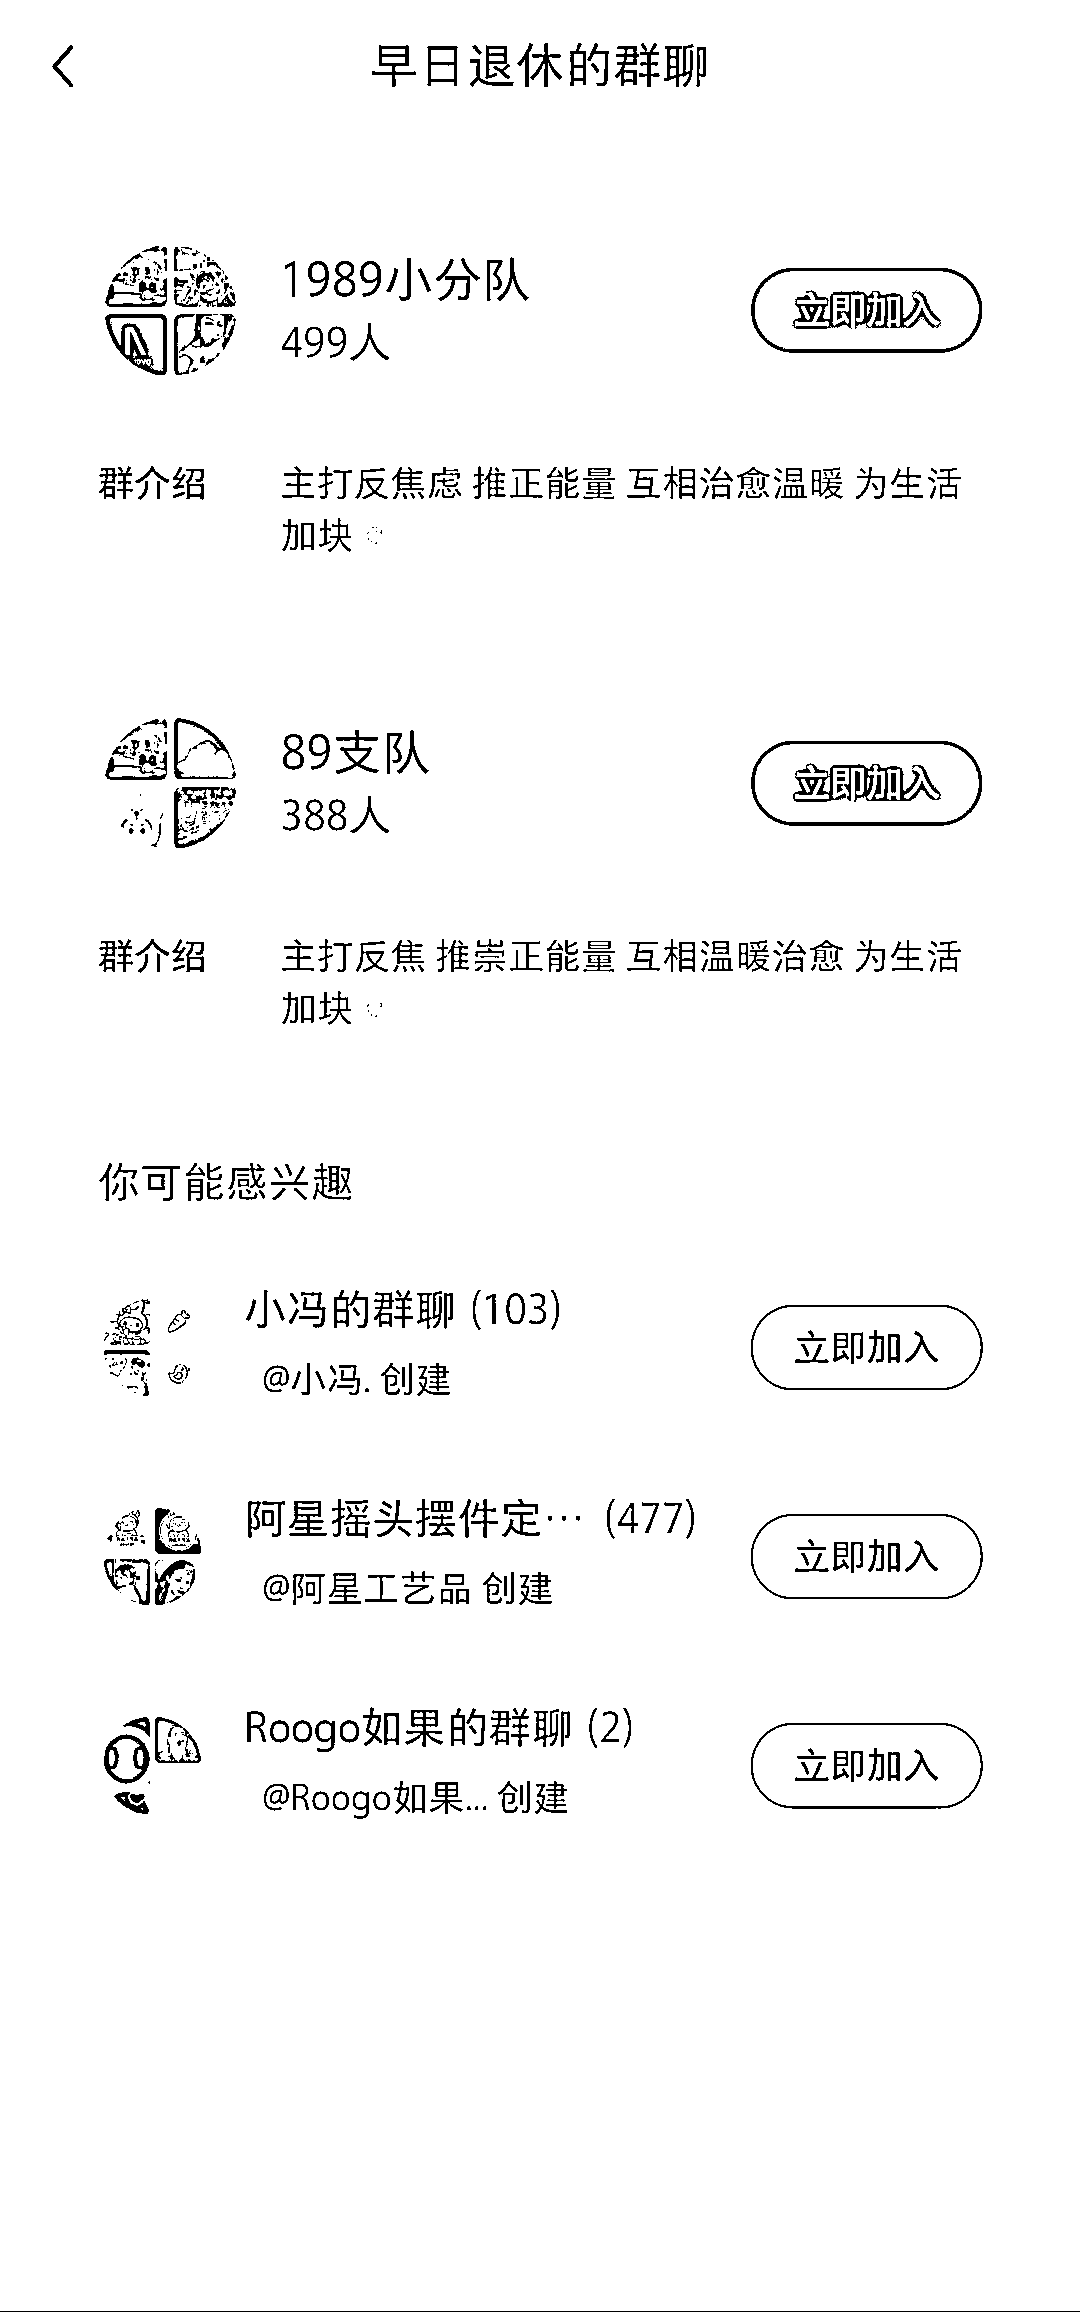 早日退休的群聊
1989小分队
499人
立即加入
群介绍
主打反焦虑 推正能量 互相治愈温暖 为生活
加块
89支队
388人
立即加入
群介绍
主打反焦 推崇正能量 互相温暖治愈 为生活
加块
你可能感兴趣
小冯的群聊 (103)
@小冯. 创建
立即加入
阿星摇头摆件定… (477)
@阿星工艺品 创建
立即加入
Roogo如果的群聊 (2)
@Roogo如果... 创建
立即加入